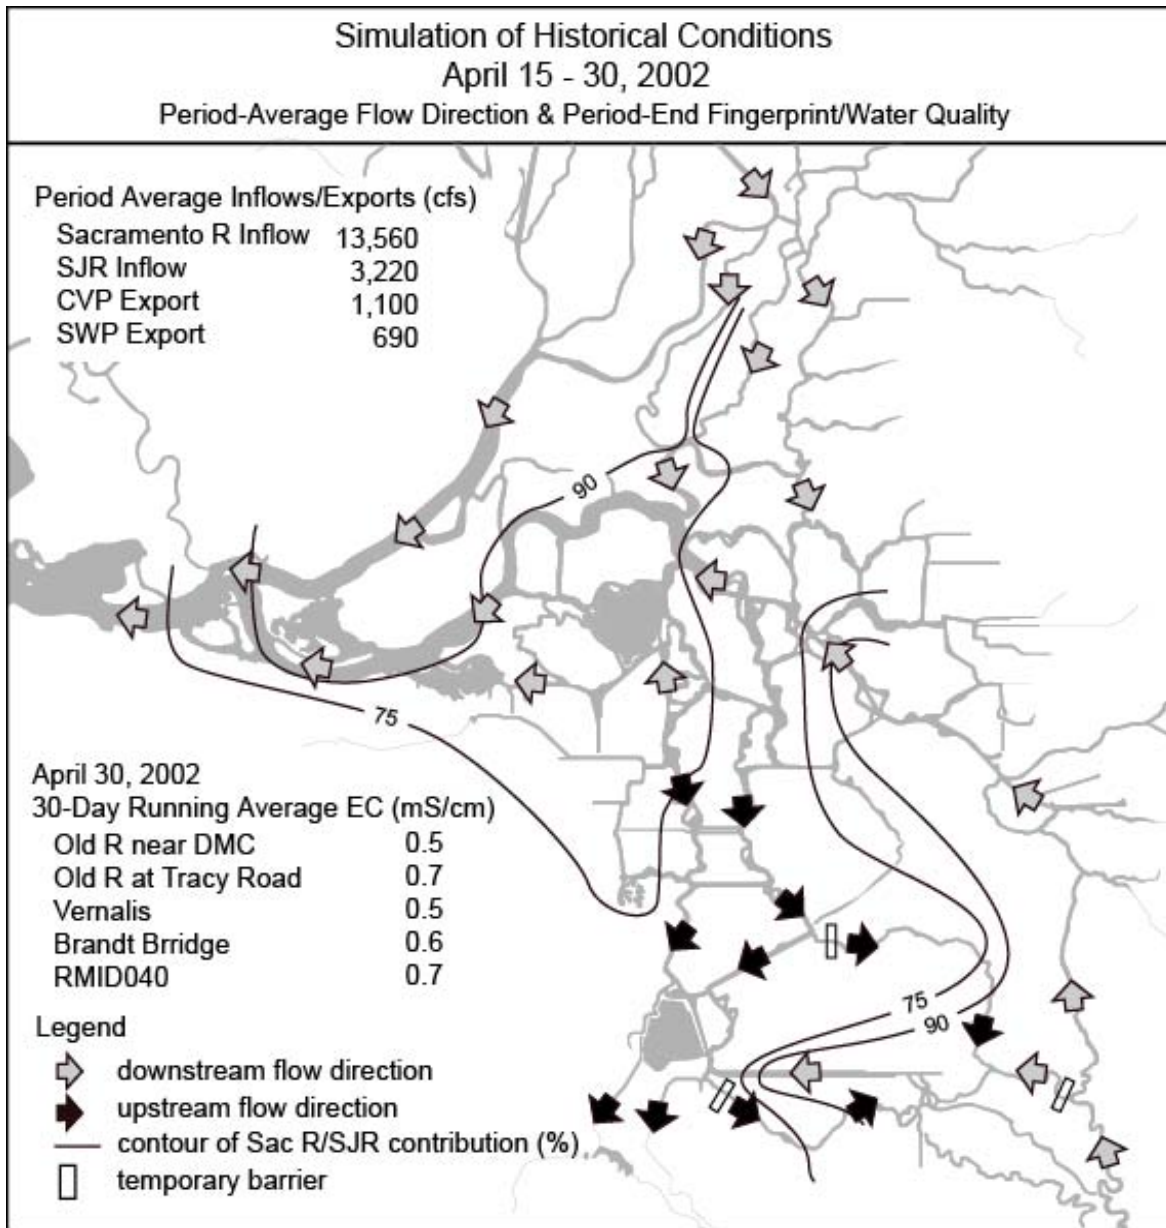 Simulation of Historical Conditions
April 15 - 30, 2002
Period-Average Flow Direction & Period-End Fingerprint/Water Quality
Period Average Inflows/Exports (cfs)
Sacramento R Inflow 13,560
SJR Inflow 3,220
CVP Export 1,100
SWP Export 690
90
75
April 30, 2002
30-Day Running Average EC (mS/cm)
Old R near DMC 0.5
Old R at Tracy Road 0.7
Vernalis 0.5
Brandt Brridge 0.6
RMID040 0.7
75
90
Legend
downstream flow direction
upstream flow direction
contour of Sac R/SJR contribution (%)
temporary barrier